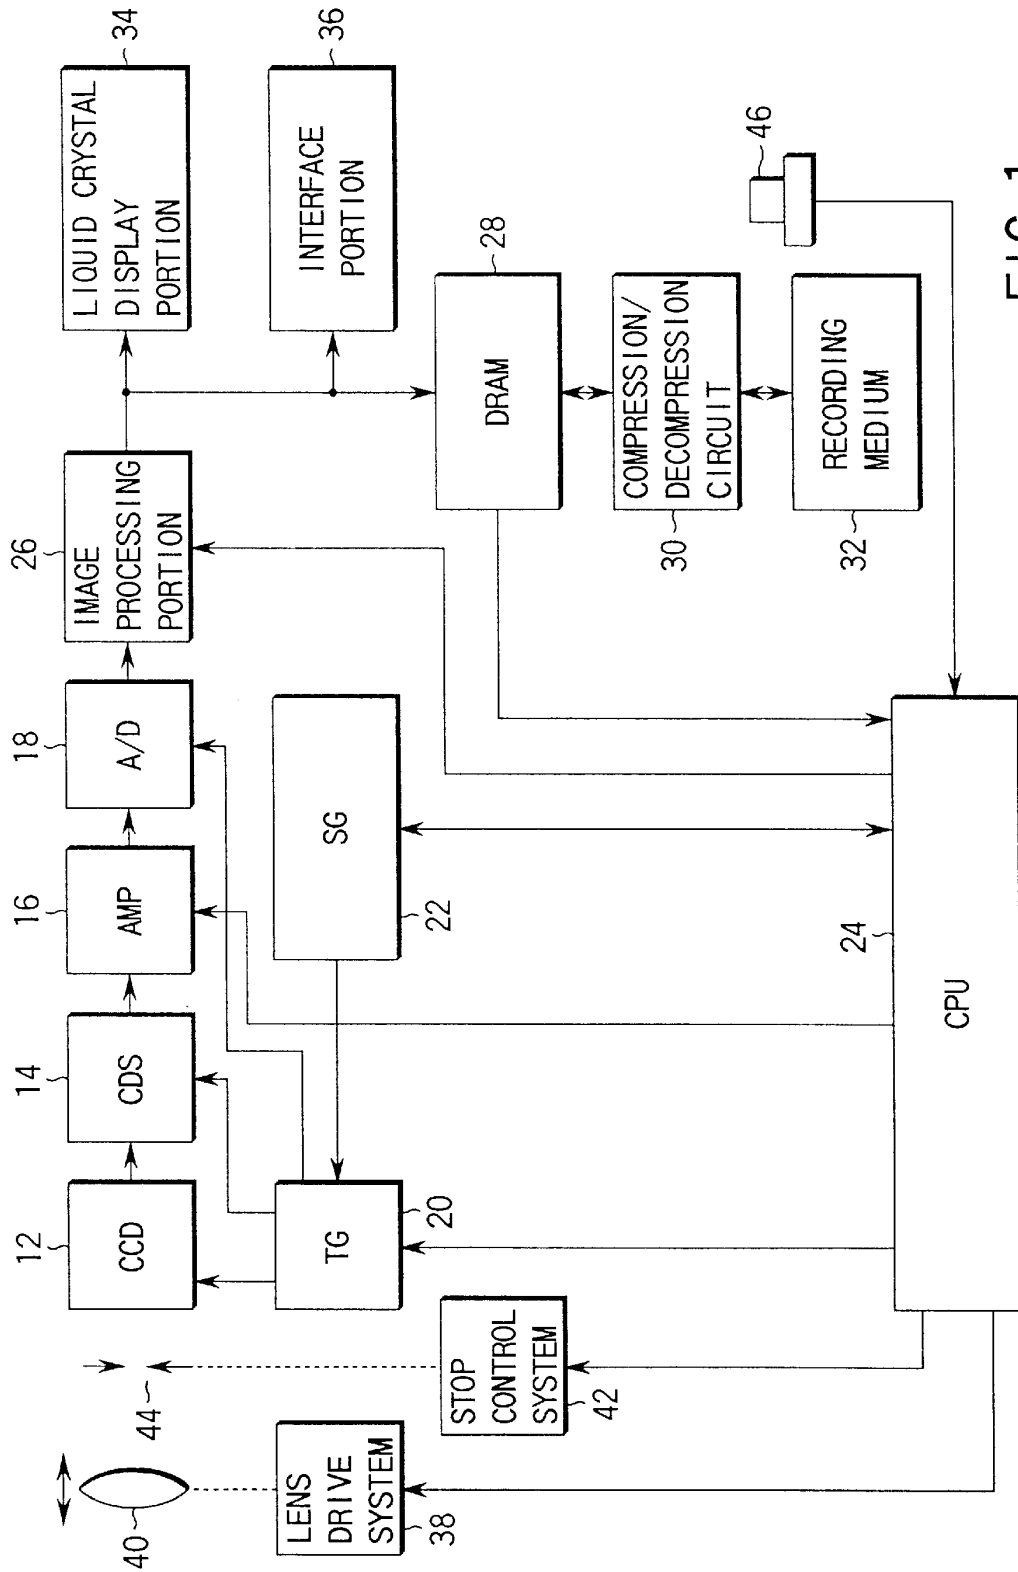 40
44
12
14
16
18
26
34
CCD
CDS
AMP
A/D
IMAGE
PROCESSING
PORTION
LIQUID CRYSTAL
DISPLAY
PORTION
36
INTERFACE
PORTION
LENS
DRIVE
SYSTEM
38
STOP
CONTROL
SYSTEM
42
TG
20
SG
22
28
DRAM
COMPRESSION/
DECOMPRESSION
CIRCUIT
30
RECORDING
MEDIUM
32
46
24
CPU